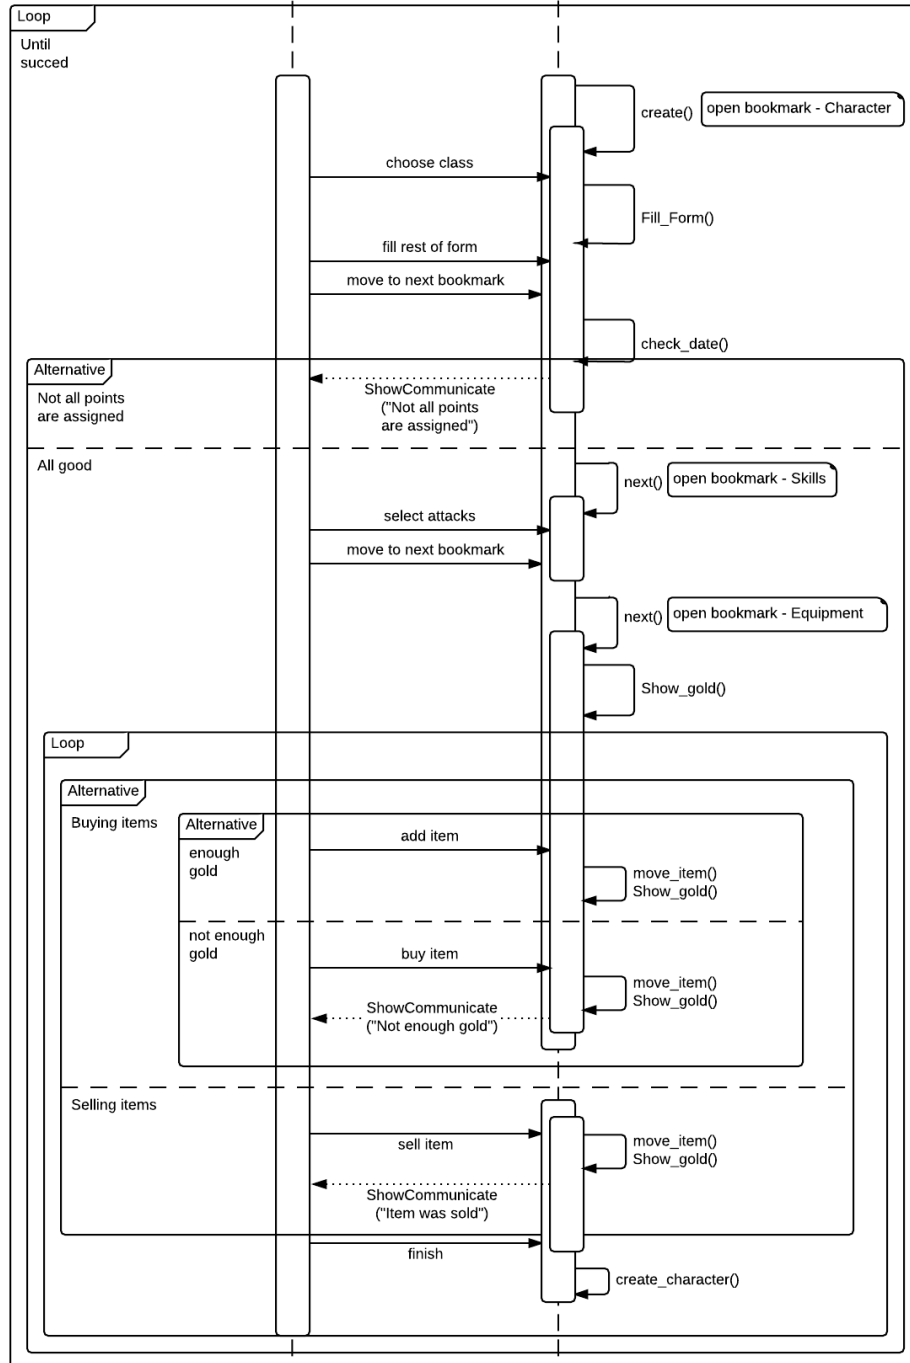 Loop
Until
succed
create()
open bookmark - Character
choose class
Fill_Form()
fill rest of form
move to next bookmark
check_date()
Alternative
Not all points
are assigned
ShowCommunicate
("Not all points
are assigned")
All good
next()
open bookmark - Skills
select attacks
move to next bookmark
next()
open bookmark - Equipment
Show_gold()
Loop
Alternative
Buying items
Alternative
enough
gold
add item
move_item()
Show_gold()
not enough
gold
buy item
move_item()
Show_gold()
ShowCommunicate
("Not enough gold")
Selling items
sell item
move_item()
Show_gold()
ShowCommunicate
("Item was sold")
finish
create_character()